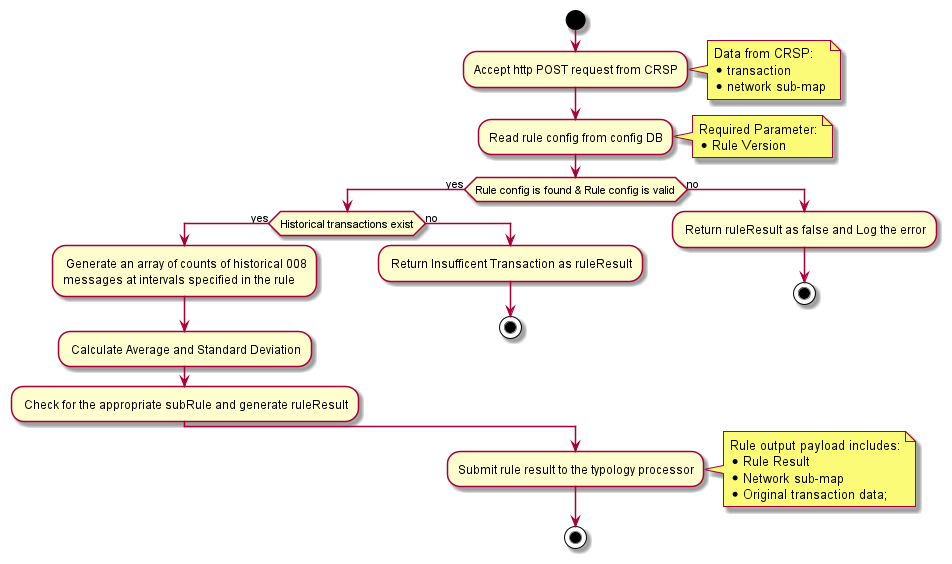 Accept http POST request from CRSP
Data from CRSP:
• transaction
• network sub-map
Read rule config from config DB
Required Parameter:
• Rule Version
yes
Rule config is found & Rule config is valid
no
yes
Historical transactions exist
no
Return ruleResult as false and Log the error
Generate an array of counts of historical 008
messages at intervals specified in the rule
Return Insufficent Transaction as ruleResult
Calculate Average and Standard Deviation
Check for the appropriate subRule and generate ruleResult
Submit rule result to the typology processor
Rule output payload includes:
• Rule Result
• Network sub-map
• Original transaction data;